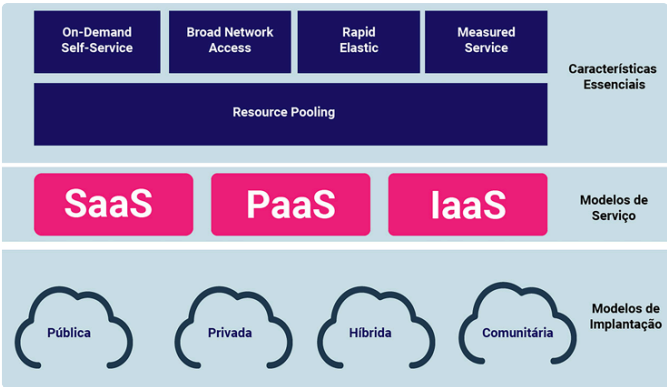 On-Demand
Self-Service
Broad Network
Access
Rapid
Elastic
Measured
Service
Resource Pooling
Características
Essenciais
SaaS
PaaS
IaaS
Modelos de
Serviço
Pública
Privada
Híbrida
Comunitária
Modelos de
Implantação